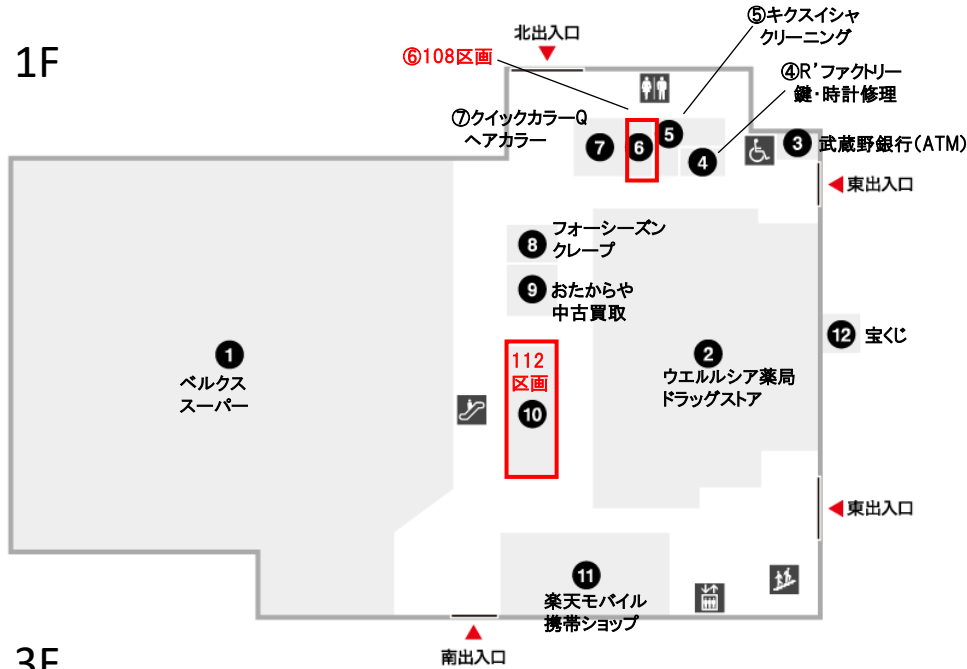 1F
北出入口
⑤キクスイシャ
クリーニング
⑥108区画
④R'ファクトリー
鍵・時計修理
⑦クイックカラーQ
ヘアカラー
7
6
5
4
3
武蔵野銀行(ATM)
東出入口
8
フォーシーズン
クレープ
9
おたからや
中古買取
12
宝くじ
1
ベルクス
スーパー
112
区画
10
2
ウエルルシア薬局
ドラッグストア
東出入口
11
楽天モバイル
携帯ショップ
南出入口
3F